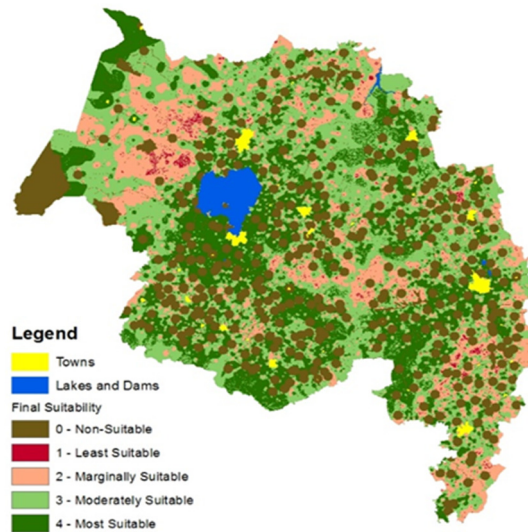 Legend
Towns
Lakes and Dams
Final Suitability
0 - Non-Suitable
1 - Least Suitable
2 - Marginally Suitable
3 - Moderately Suitable
4 - Most Suitable